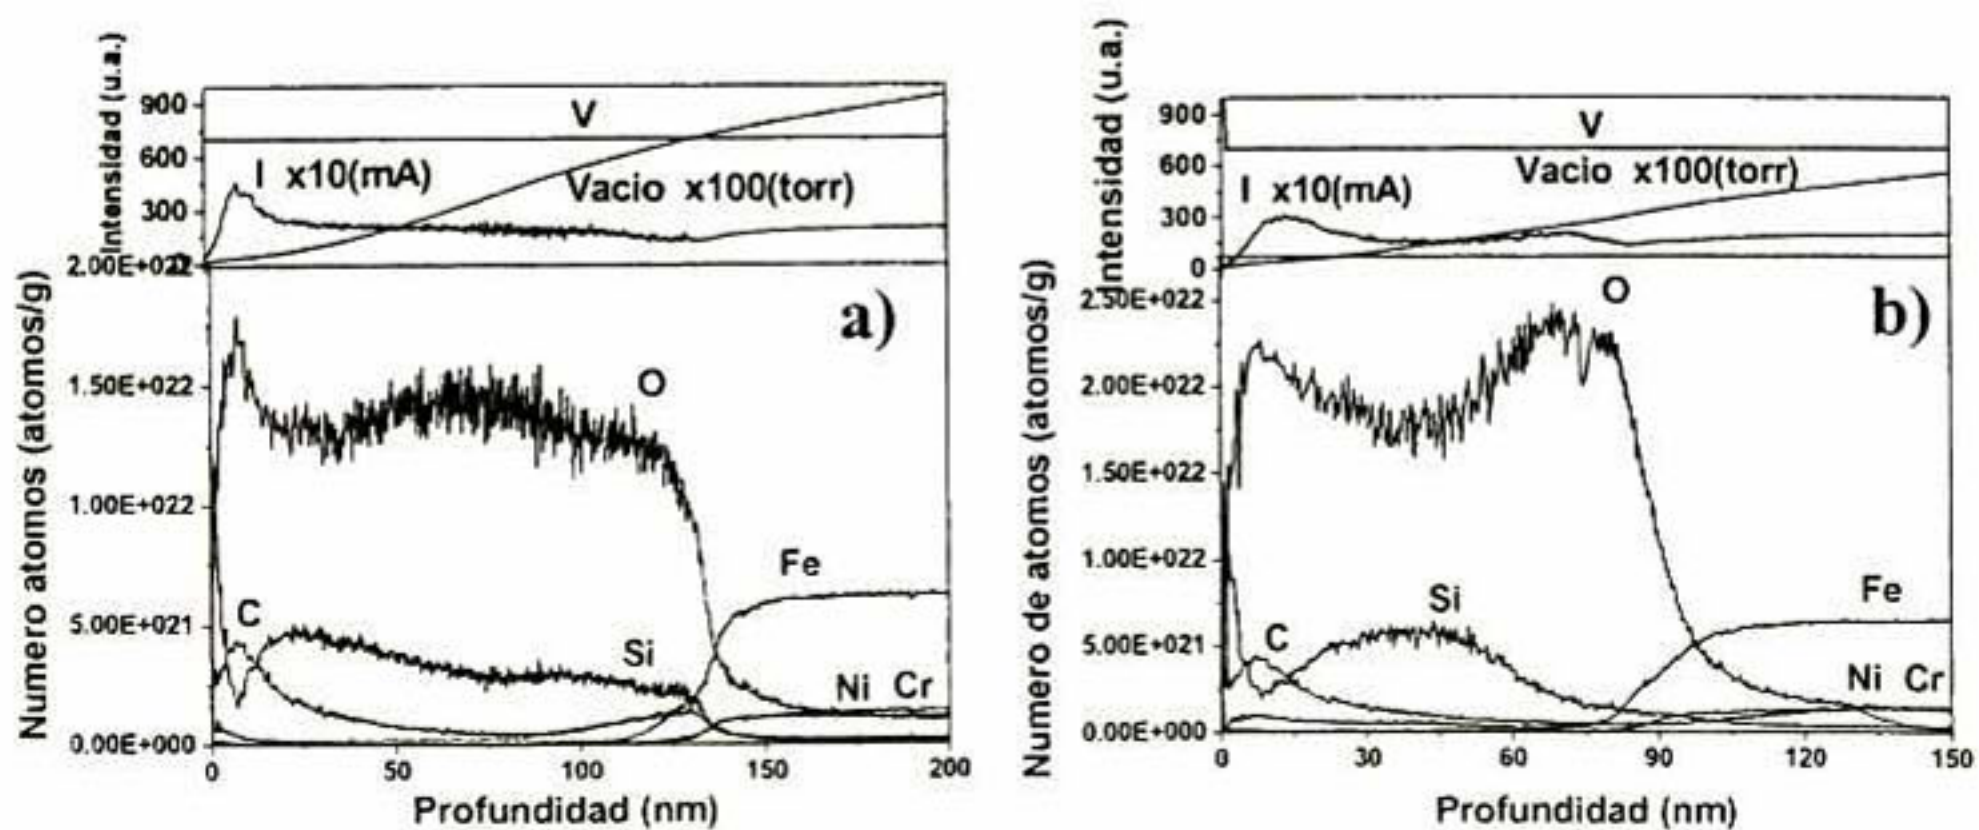 Intensidad (u.a.)
900
600
300
0
V
I x10(mA)
Vacio x100(torr)
Numero atomos (atomos/g)
2.00E+022
1.50E+022
1.00E+022
5.00E+021
0.00E+000
a)
O
C
Si
Fe
Ni Cr
0 50 100 150 200
Profundidad (nm)
Intensidad (u.a.)
900
600
300
0
V
I x10(mA)
Vacio x100(torr)
Numero de atomos (atomos/g)
2.50E+022
2.00E+022
1.50E+022
1.00E+022
5.00E+021
0.00E+000
O
b)
C
Si
Fe
Ni Cr
0 30 60 90 120 150
Profundidad (nm)